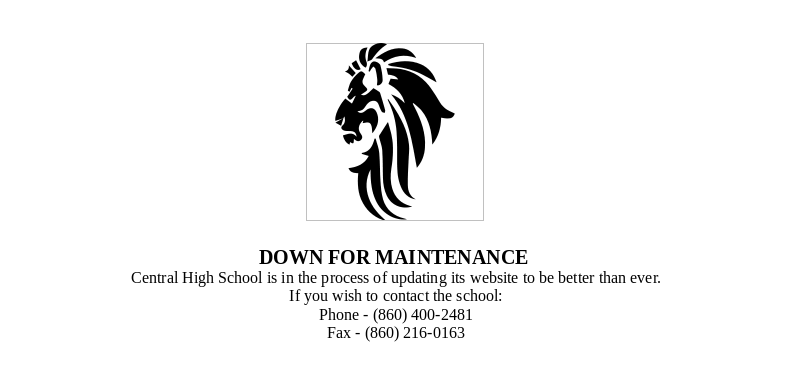 DOWN FOR MAINTENANCE
Central High School is in the process of updating its website to be better than ever.
If you wish to contact the school:
Phone - (860) 400-2481
Fax - (860) 216-0163